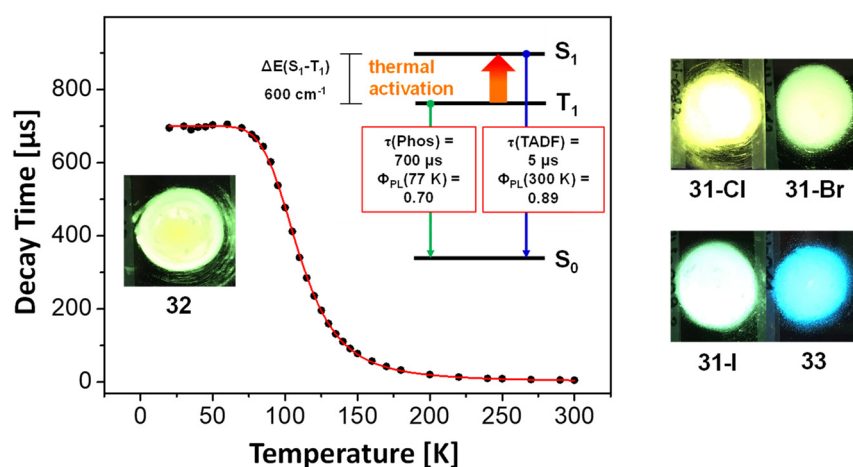 Decay Time [µs]
800
600
400
200
0
0
50
100
150
200
250
300
Temperature [K]
32
ΔE(S₁-T₁)
600 cm⁻¹
thermal
activation
S₁
T₁
S₀
τ(Phos) =
700 µs
Φ_PL(77 K) =
0.70
τ(TADF) =
5 µs
Φ_PL(300 K) =
0.89
31-Cl
31-Br
31-I
33